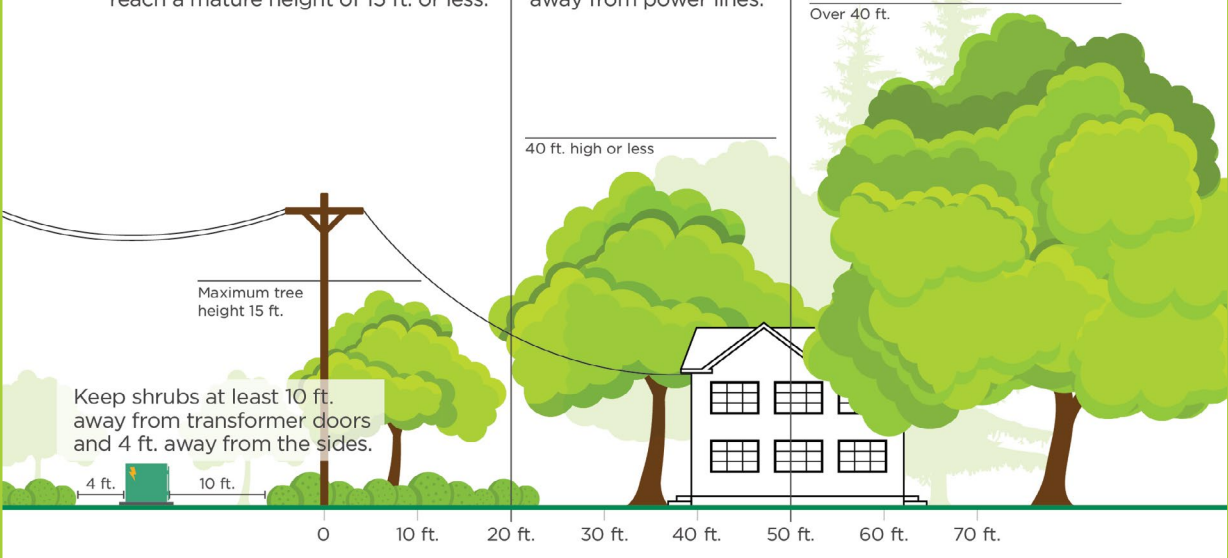 reach a mature height of 15 ft. or less.
away from power lines.
Over 40 ft.
40 ft. high or less
Maximum tree
height 15 ft.
Keep shrubs at least 10 ft.
away from transformer doors
and 4 ft. away from the sides.
4 ft.
10 ft.
0
10 ft.
20 ft.
30 ft.
40 ft.
50 ft.
60 ft.
70 ft.